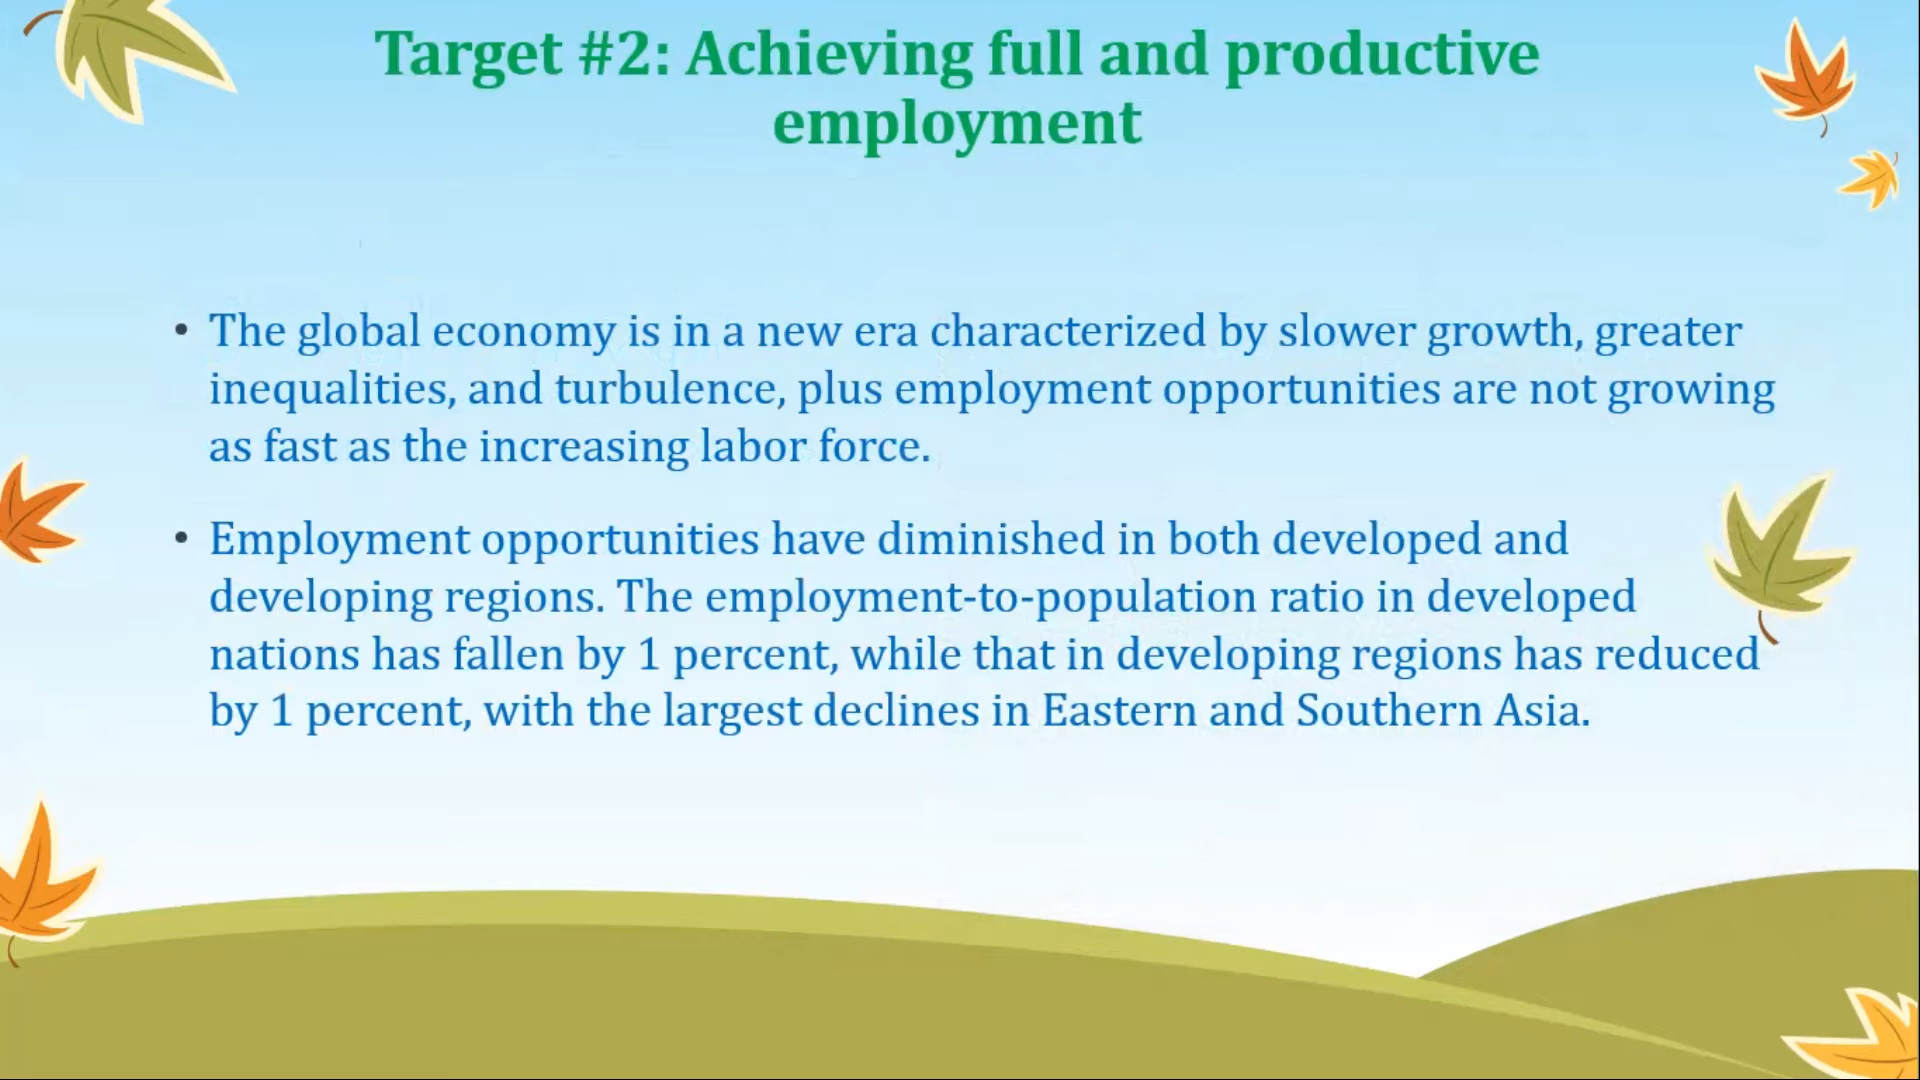 Target #2: Achieving full and productive
employment
• The global economy is in a new era characterized by slower growth, greater
inequalities, and turbulence, plus employment opportunities are not growing
as fast as the increasing labor force.
• Employment opportunities have diminished in both developed and
developing regions. The employment-to-population ratio in developed
nations has fallen by 1 percent, while that in developing regions has reduced
by 1 percent, with the largest declines in Eastern and Southern Asia.